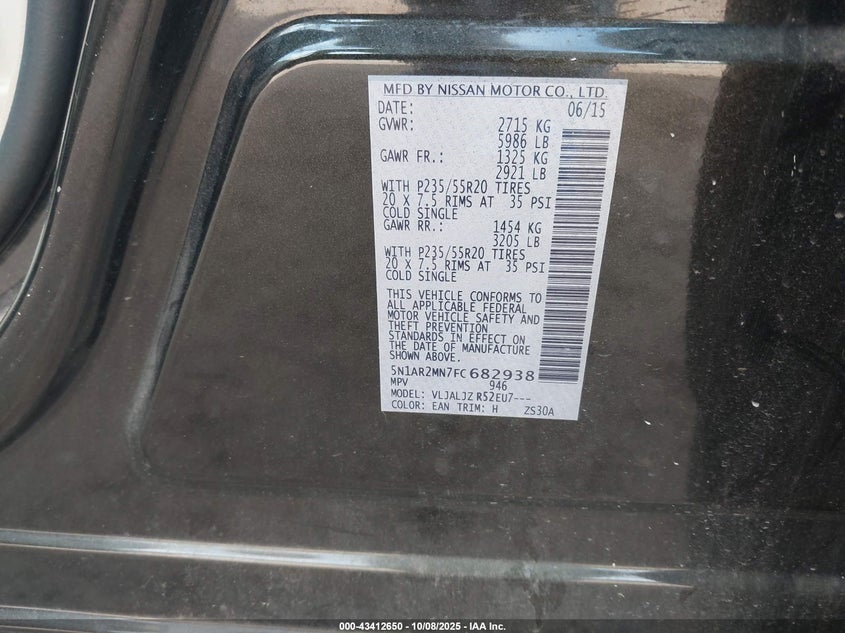 MFD BY NISSAN MOTOR CO., LTD.
DATE: 06/15
GVWR: 2715 KG
5986 LB
GAWR FR.: 1325 KG
2921 LB
WITH P235/55R20 TIRES
20 X 7.5 RIMS AT 35 PSI
COLD SINGLE
GAWR RR.: 1454 KG
3205 LB
WITH P235/55R20 TIRES
20 X 7.5 RIMS AT 35 PSI
COLD SINGLE
THIS VEHICLE CONFORMS TO
ALL APPLICABLE FEDERAL
MOTOR VEHICLE SAFETY AND
THEFT PREVENTION
STANDARDS IN EFFECT ON
THE DATE OF MANUFACTURE
SHOWN ABOVE.
5N1AR2MN7FC682938
MPV 946
MODEL: VLJALJZ R52EU7---
COLOR: EAN TRIM: H ZS30A
000-43412650 - 10/08/2025 - IAA Inc.